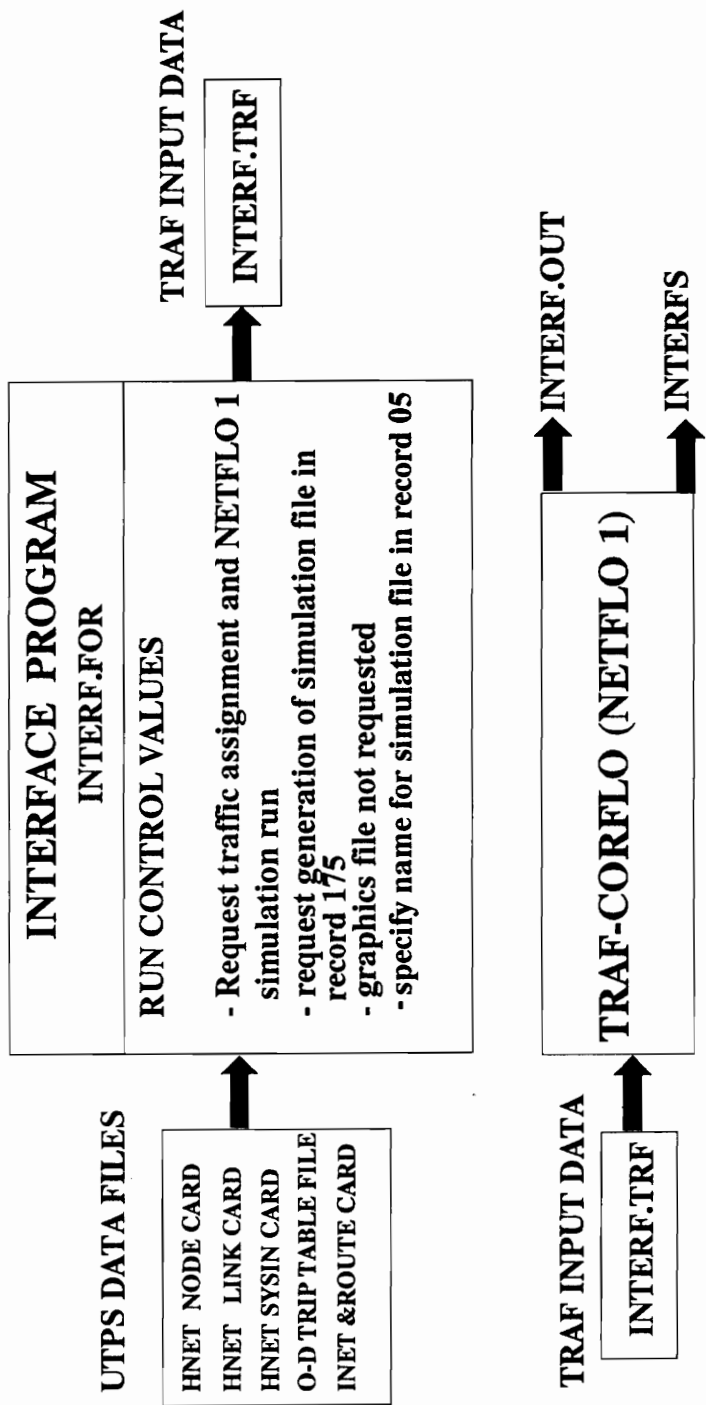 UTPS DATA FILES
HNET NODE CARD
HNET LINK CARD
HNET SYSIN CARD
O-D TRIP TABLE FILE
INET &ROUTE CARD
INTERFACE PROGRAM
INTERF.FOR
RUN CONTROL VALUES
- Request traffic assignment and NETFLO 1
simulation run
- request generation of simulation file in
record 175
- graphics file not requested
- specify name for simulation file in record 05
TRAF INPUT DATA
INTERF.TRF
TRAF INPUT DATA
INTERF.TRF
TRAF-CORFLO (NETFLO 1)
INTERF.OUT
INTERFS